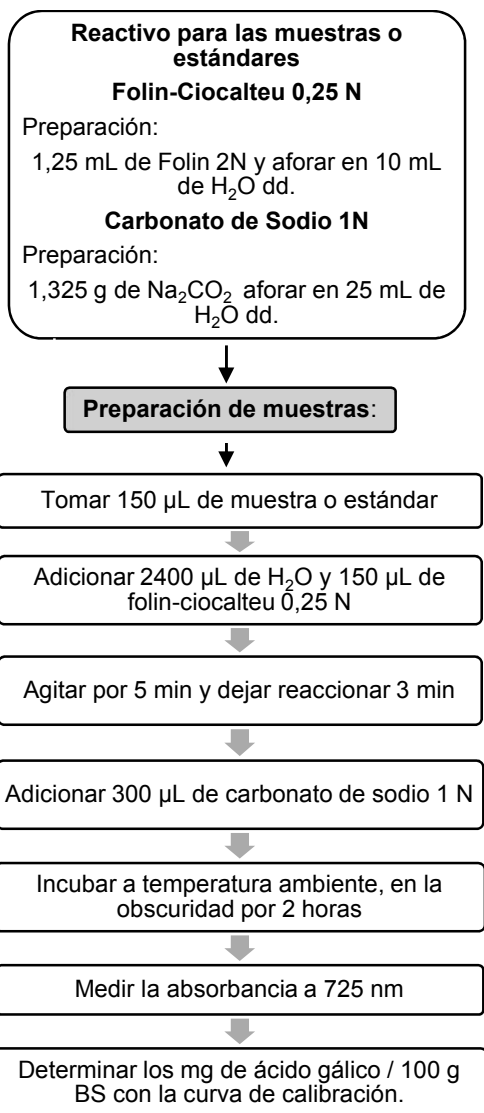 Reactivo para las muestras o
estándares
Folin-Ciocalteu 0,25 N
Preparación:
1,25 mL de Folin 2N y aforar en 10 mL
de H₂O dd.
Carbonato de Sodio 1N
Preparación:
1,325 g de Na₂CO₂ aforar en 25 mL de
H₂O dd.
Preparación de muestras:
Tomar 150 µL de muestra o estándar
Adicionar 2400 µL de H₂O y 150 µL de
folin-ciocalteu 0,25 N
Agitar por 5 min y dejar reaccionar 3 min
Adicionar 300 µL de carbonato de sodio 1 N
Incubar a temperatura ambiente, en la
obscuridad por 2 horas
Medir la absorbancia a 725 nm
Determinar los mg de ácido gálico / 100 g
BS con la curva de calibración.